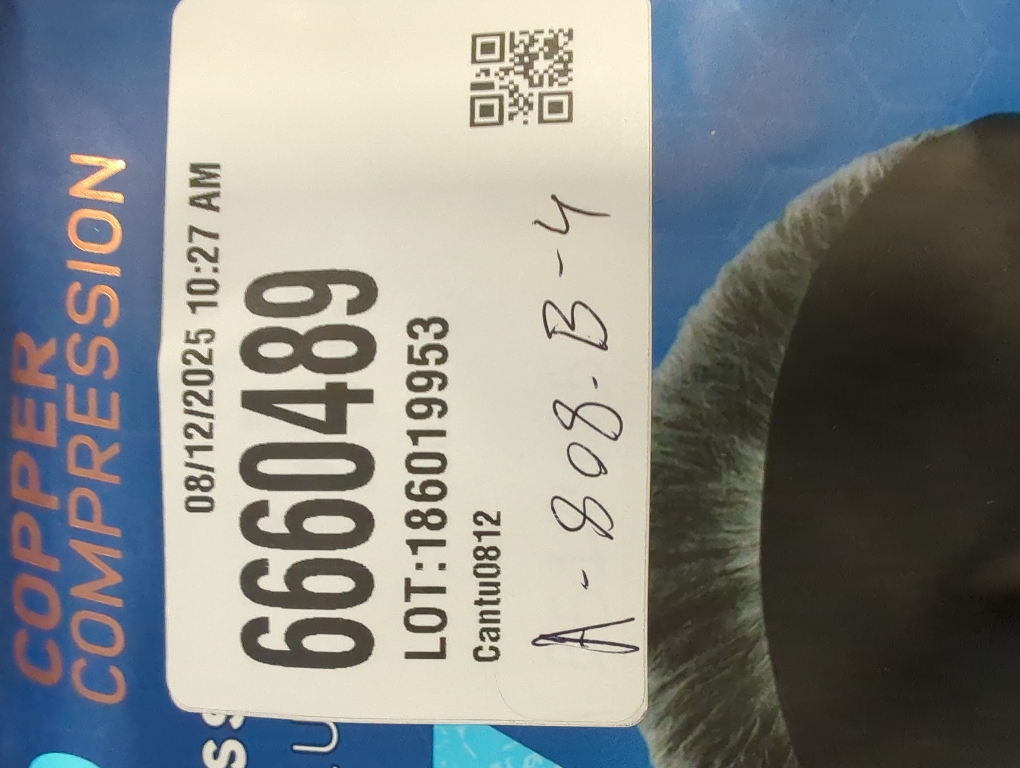 COPPER
COMPRESSION
08/12/2025 10:27 AM
6660489
LOT:186019953
Cantu0812
A-808-B-4